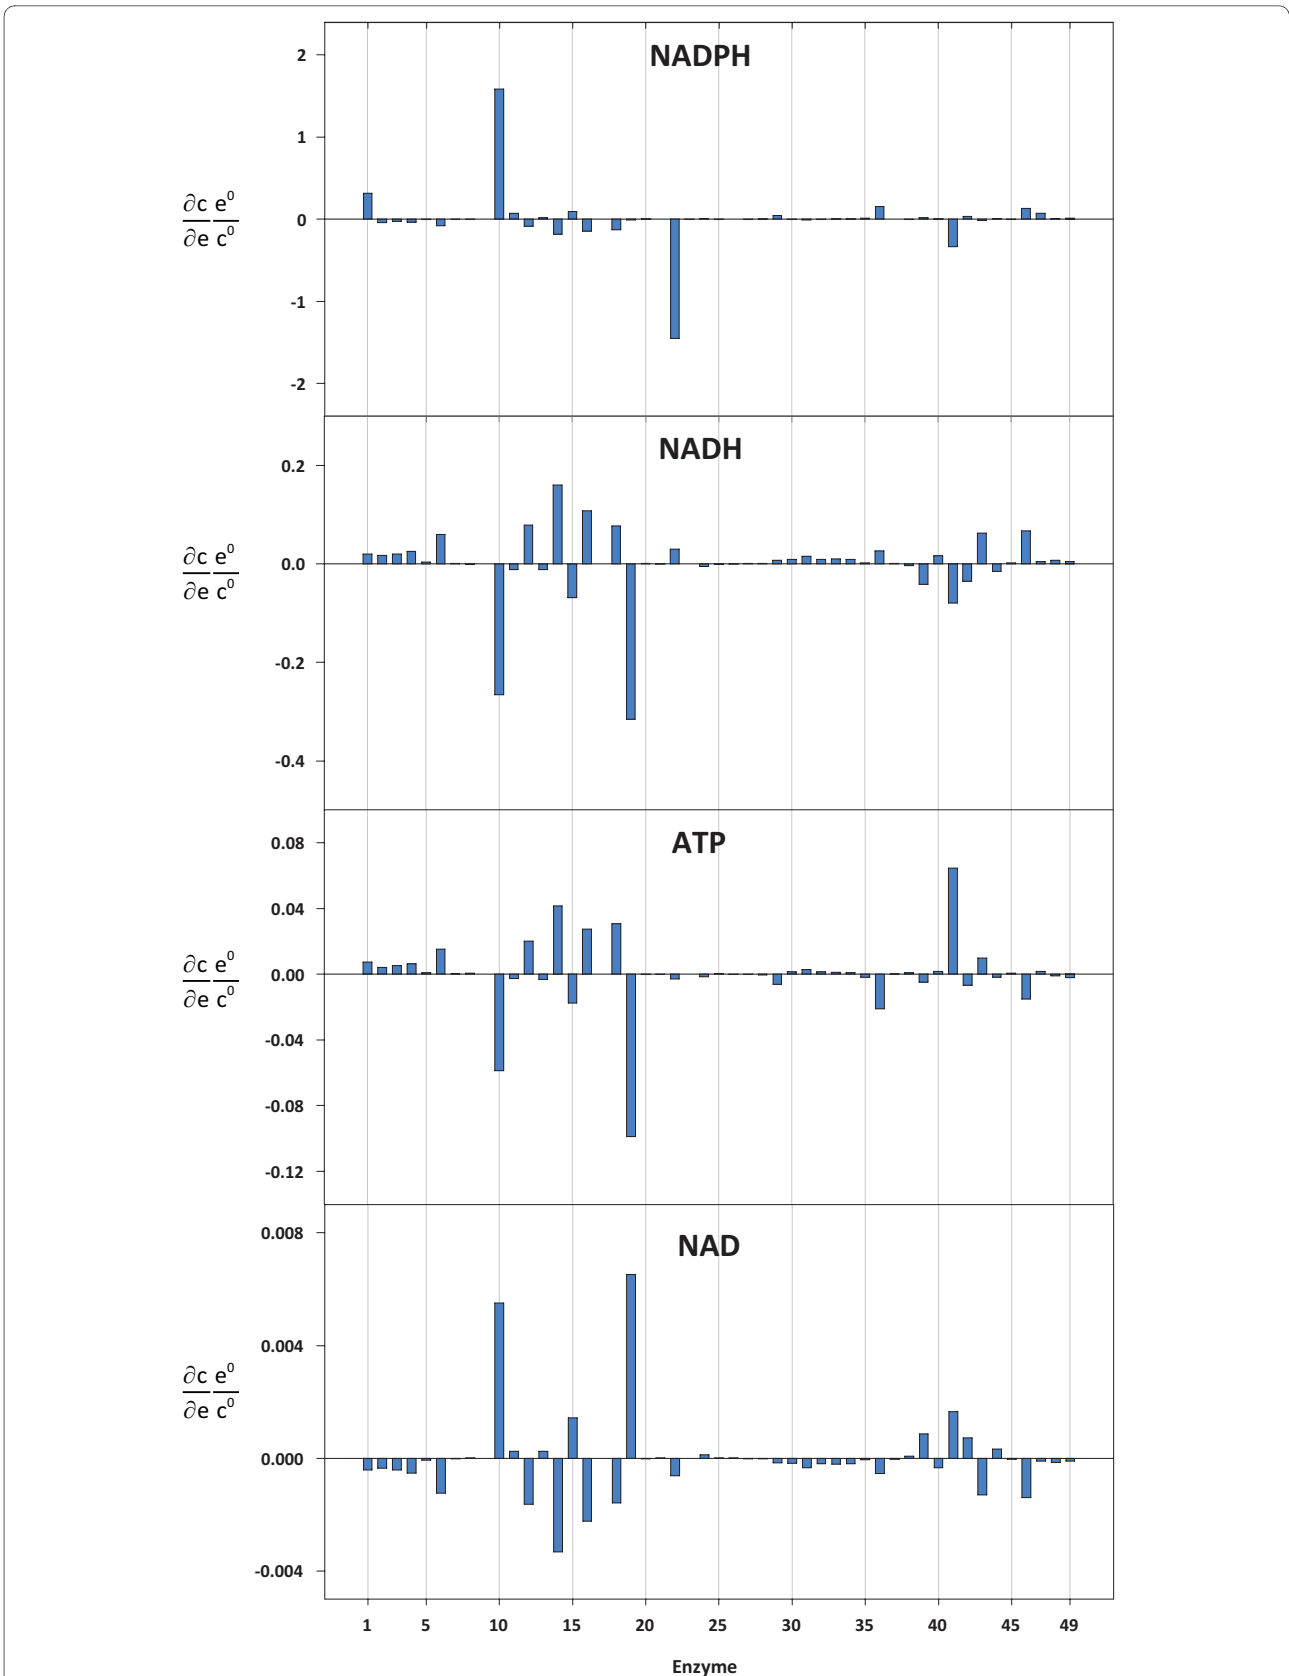 NADPH
2
1
0
-1
-2
∂c e⁰
∂e c⁰
NADH
0.2
0.0
-0.2
-0.4
∂c e⁰
∂e c⁰
ATP
0.08
0.04
0.00
-0.04
-0.08
-0.12
∂c e⁰
∂e c⁰
NAD
0.008
0.004
0.000
-0.004
∂c e⁰
∂e c⁰
1 5 10 15 20 25 30 35 40 45 49
Enzyme